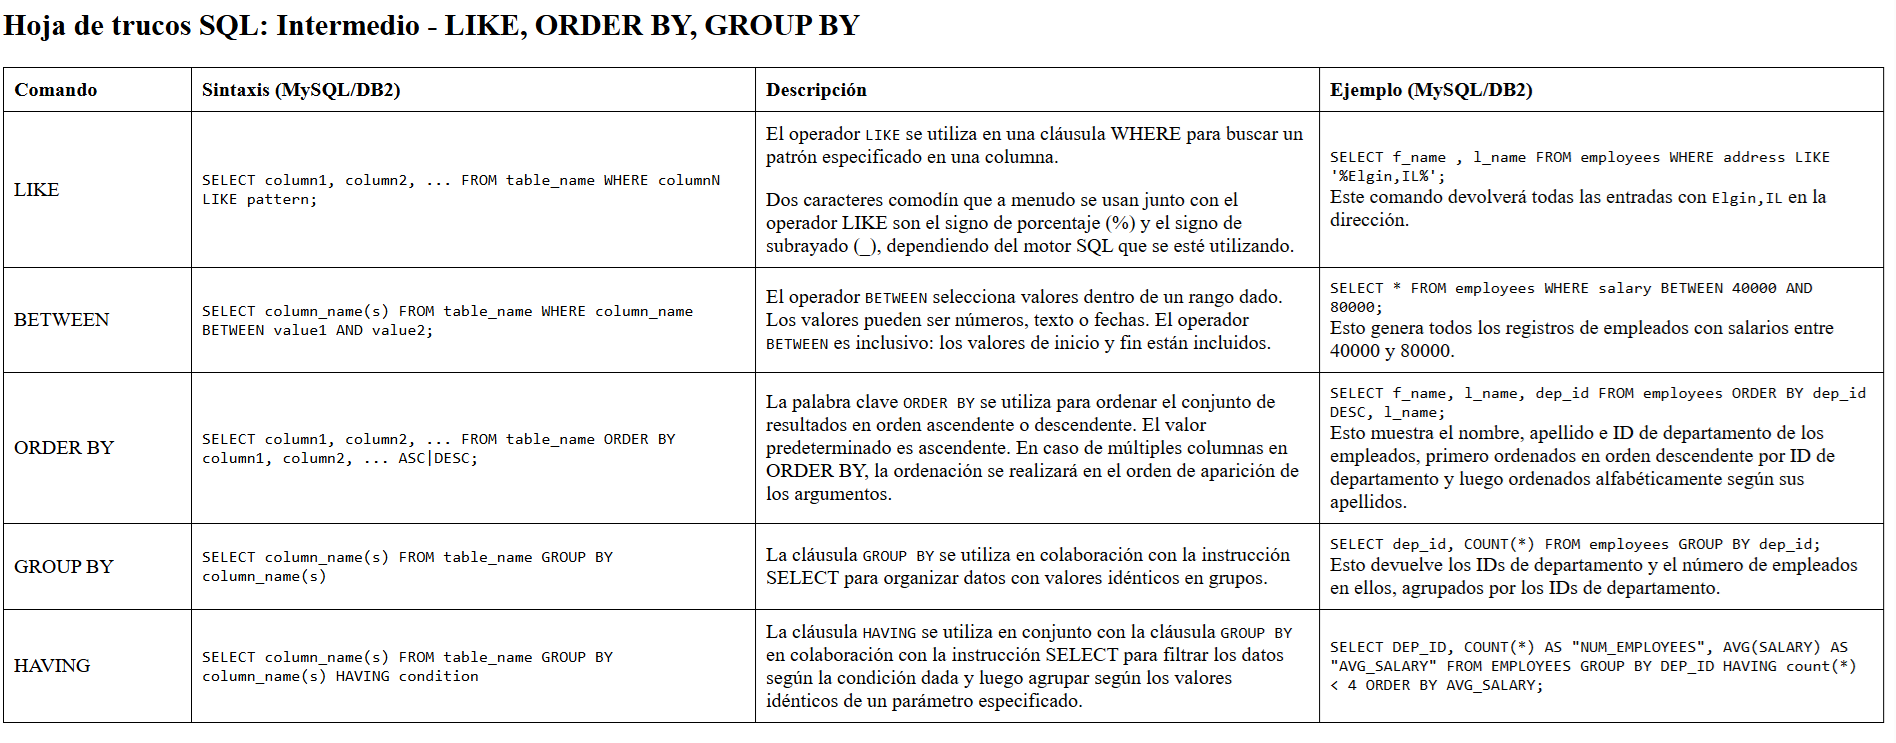 Hoja de trucos SQL: Intermedio - LIKE, ORDER BY, GROUP BY
Comando
Sintaxis (MySQL/DB2)
Descripción
Ejemplo (MySQL/DB2)
LIKE
SELECT column1, column2, ... FROM table_name WHERE columnN
LIKE pattern;
El operador LIKE se utiliza en una cláusula WHERE para buscar un
patrón especificado en una columna.
Dos caracteres comodín que a menudo se usan junto con el
operador LIKE son el signo de porcentaje (%) y el signo de
subrayado (_), dependiendo del motor SQL que se esté utilizando.
SELECT f_name , l_name FROM employees WHERE address LIKE
'%Elgin,IL%';
Este comando devolverá todas las entradas con Elgin,IL en la
dirección.
BETWEEN
SELECT column_name(s) FROM table_name WHERE column_name
BETWEEN value1 AND value2;
El operador BETWEEN selecciona valores dentro de un rango dado.
Los valores pueden ser números, texto o fechas. El operador
BETWEEN es inclusivo: los valores de inicio y fin están incluidos.
SELECT * FROM employees WHERE salary BETWEEN 40000 AND
80000;
Esto genera todos los registros de empleados con salarios entre
40000 y 80000.
ORDER BY
SELECT column1, column2, ... FROM table_name ORDER BY
column1, column2, ... ASC|DESC;
La palabra clave ORDER BY se utiliza para ordenar el conjunto de
resultados en orden ascendente o descendente. El valor
predeterminado es ascendente. En caso de múltiples columnas en
ORDER BY, la ordenación se realizará en el orden de aparición de
los argumentos.
SELECT f_name, l_name, dep_id FROM employees ORDER BY dep_id
DESC, l_name;
Esto muestra el nombre, apellido e ID de departamento de los
empleados, primero ordenados en orden descendente por ID de
departamento y luego ordenados alfabéticamente según sus
apellidos.
GROUP BY
SELECT column_name(s) FROM table_name GROUP BY
column_name(s)
La cláusula GROUP BY se utiliza en colaboración con la instrucción
SELECT para organizar datos con valores idénticos en grupos.
SELECT dep_id, COUNT(*) FROM employees GROUP BY dep_id;
Esto devuelve los IDs de departamento y el número de empleados
en ellos, agrupados por los IDs de departamento.
HAVING
SELECT column_name(s) FROM table_name GROUP BY
column_name(s) HAVING condition
La cláusula HAVING se utiliza en conjunto con la cláusula GROUP BY
en colaboración con la instrucción SELECT para filtrar los datos
según la condición dada y luego agrupar según los valores
idénticos de un parámetro especificado.
SELECT DEP_ID, COUNT(*) AS "NUM_EMPLOYEES", AVG(SALARY) AS
"AVG_SALARY" FROM EMPLOYEES GROUP BY DEP_ID HAVING count(*)
< 4 ORDER BY AVG_SALARY;